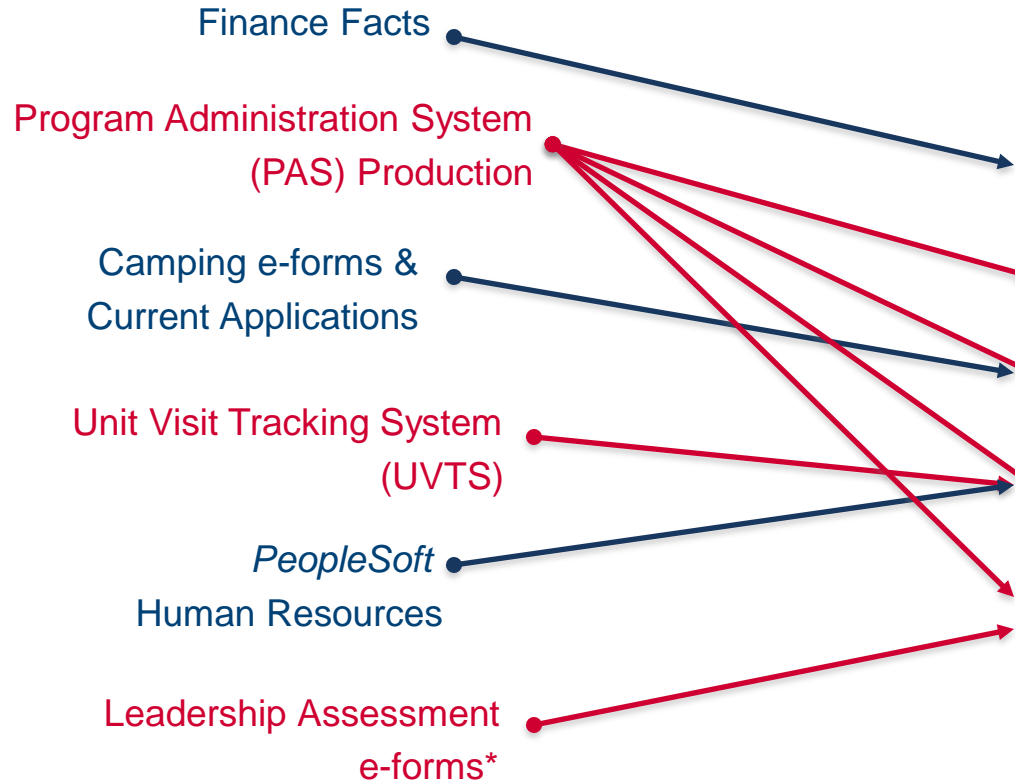 Finance Facts
Program Administration System
(PAS) Production
Camping e-forms &
Current Applications
Unit Visit Tracking System
(UVTS)
PeopleSoft
Human Resources
Leadership Assessment
e-forms*